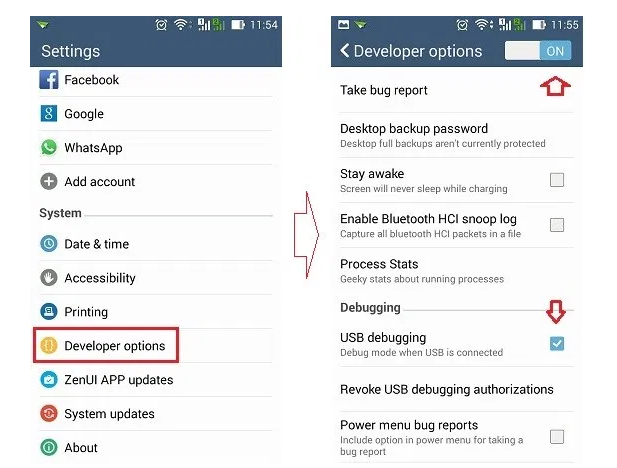 11:54
Settings
Facebook
Google
WhatsApp
Add account
System
Date & time
Accessibility
Printing
Developer options
ZenUI APP updates
System updates
About
11:55
Developer options
ON
Take bug report
Desktop backup password
Desktop full backups aren't currently protected
Stay awake
Screen will never sleep while charging
Enable Bluetooth HCI snoop log
Capture all bluetooth HCI packets in a file
Process Stats
Geeky stats about running processes
Debugging
USB debugging
Debug mode when USB is connected
Revoke USB debugging authorizations
Power menu bug reports
Include option in power menu for taking a
bug report